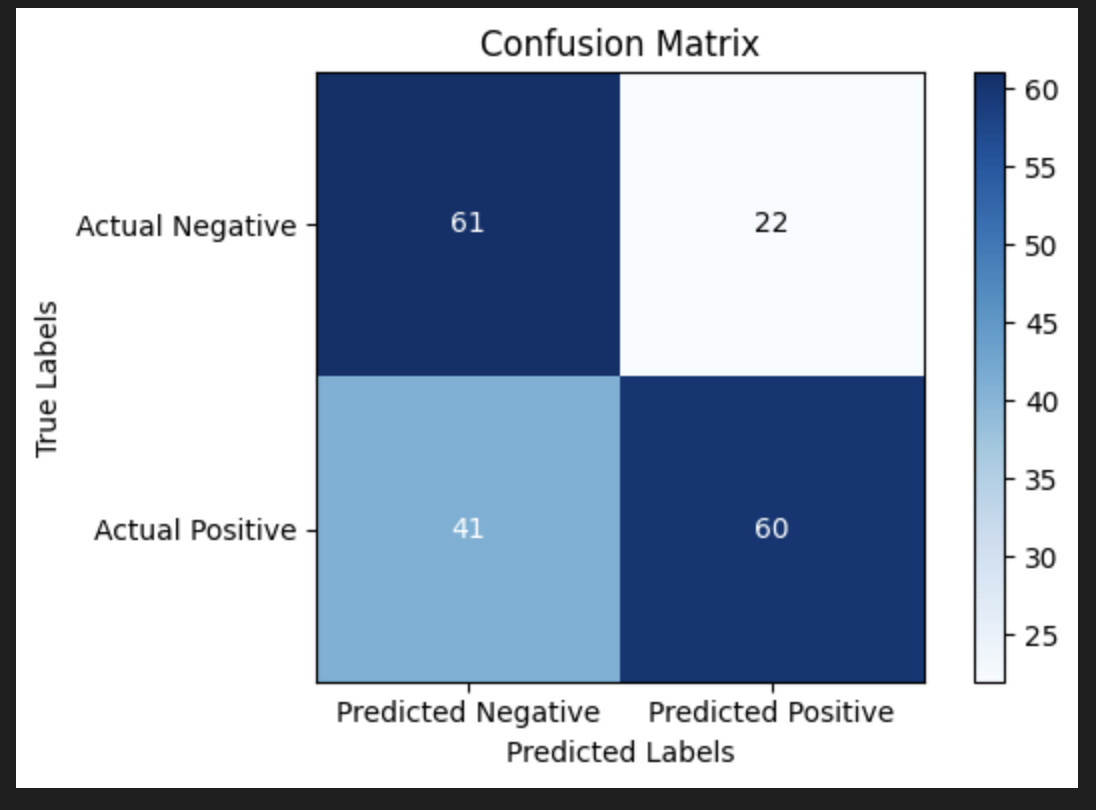 Confusion Matrix
Actual Negative
Actual Positive
True Labels
61
22
41
60
Predicted Negative
Predicted Positive
Predicted Labels
60
55
50
45
40
35
30
25